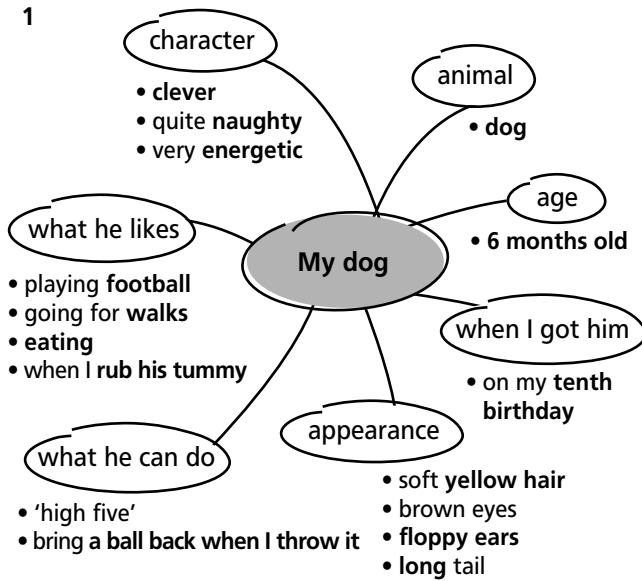 1
character
• clever
• quite naughty
• very energetic
animal
• dog
age
• 6 months old
what he likes
• playing football
• going for walks
• eating
• when I rub his tummy
My dog
when I got him
• on my tenth
birthday
what he can do
• ‘high five’
• bring a ball back when I throw it
appearance
• soft yellow hair
• brown eyes
• floppy ears
• long tail